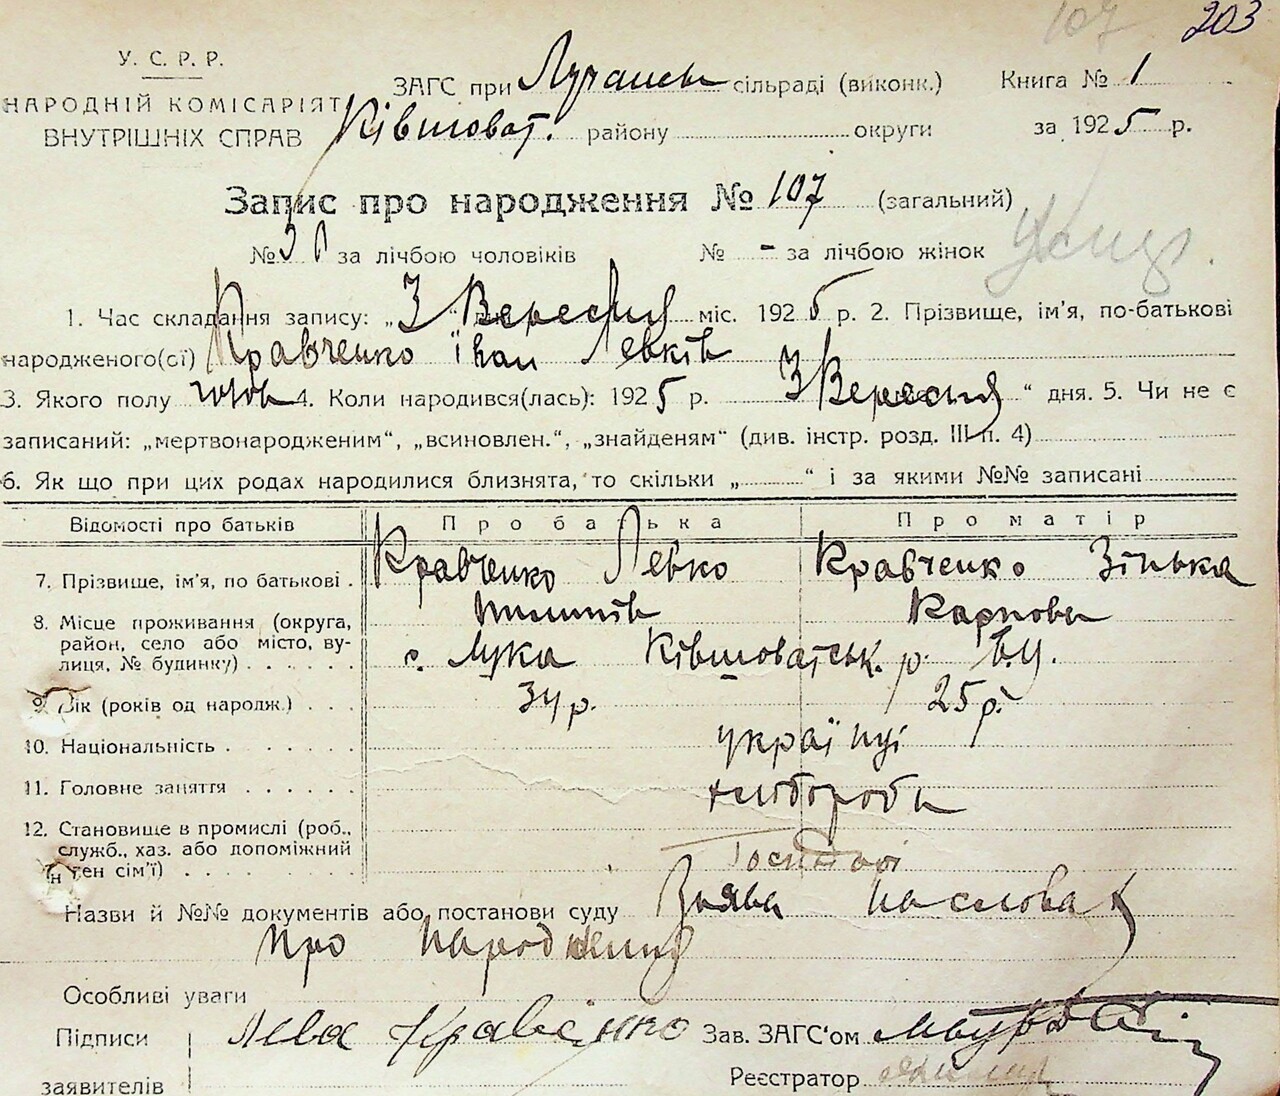 107 203
У. С. Р. Р.
НАРОДНІЙ КОМІСАРІЯТ
ВНУТРІШНІХ СПРАВ
ЗАГС при Лучанськ сільраді (виконк.) Книга № 1
Ківшоват. району округи за 1925 р.
Запис про народження № 107 (загальний)
№ за лічбою чоловіків № - за лічбою жінок
1. Час складання запису: „3" Вересня міс. 1925 р. 2. Прізвище, ім'я, по-батькові
народженого(сї) Кравченко Іван Левків
3. Якого полу чолов 4. Коли народився(лась): 1925 р. 3 Вересня “ дня. 5. Чи не є
записаний: „мертвонародженим“, „всиновлен.“, „знайденям“ (див. інстр. розд. III п. 4)
6. Як що при цих родах народилися близнята, то скільки „ “ і за якими №№ записані
Відомості про батьків Про батька Про матір
7. Прізвище, ім'я, по батькові . Кравченко Левко Кравченко Зінька
Карпова
8. Місце проживання (округа, район, село або місто, вулиця, № будинку) . . . . . . с. Лука Ківшоватськ. р. Б.Ц.
9. Вік (років од народж.) . . . 34 р. 25 р.
10. Національність . . . . . . . українці
11. Головне заняття . . . . . . хлібороби
12. Становище в промислі (роб., служб., хаз. або допоміжний член сім'ї) . . . . . . . . Господарі
Назви й №№ документів або постанови суду Заява на словах
про народження
Особливі уваги
Підписи Лева Кравченко Зав. ЗАГС‘ом
заявителів Реєстратор